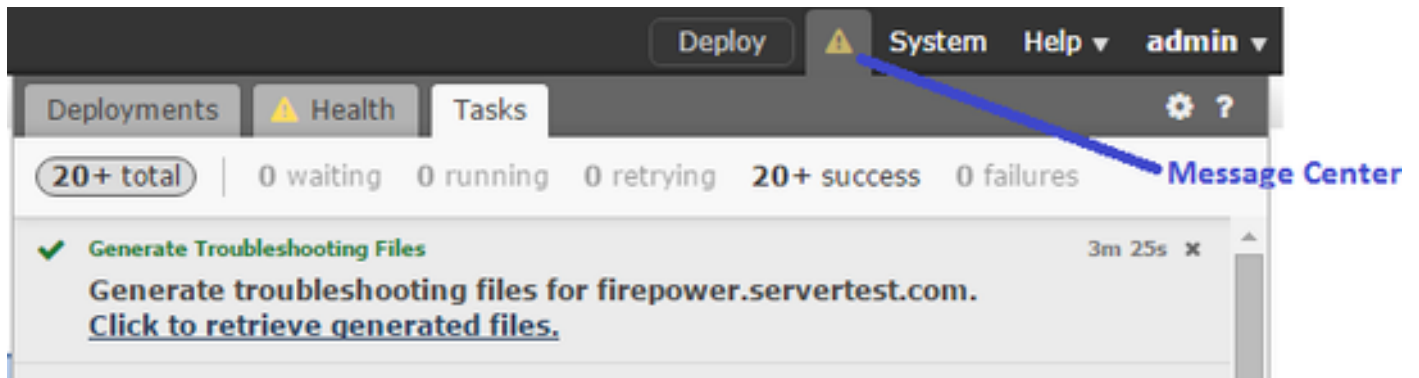 Deploy System Help admin
Deployments Health Tasks ?
20+ total 0 waiting 0 running 0 retrying 20+ success 0 failures
Message Center
Generate Troubleshooting Files 3m 25s
Generate troubleshooting files for firepower.servertest.com.
Click to retrieve generated files.